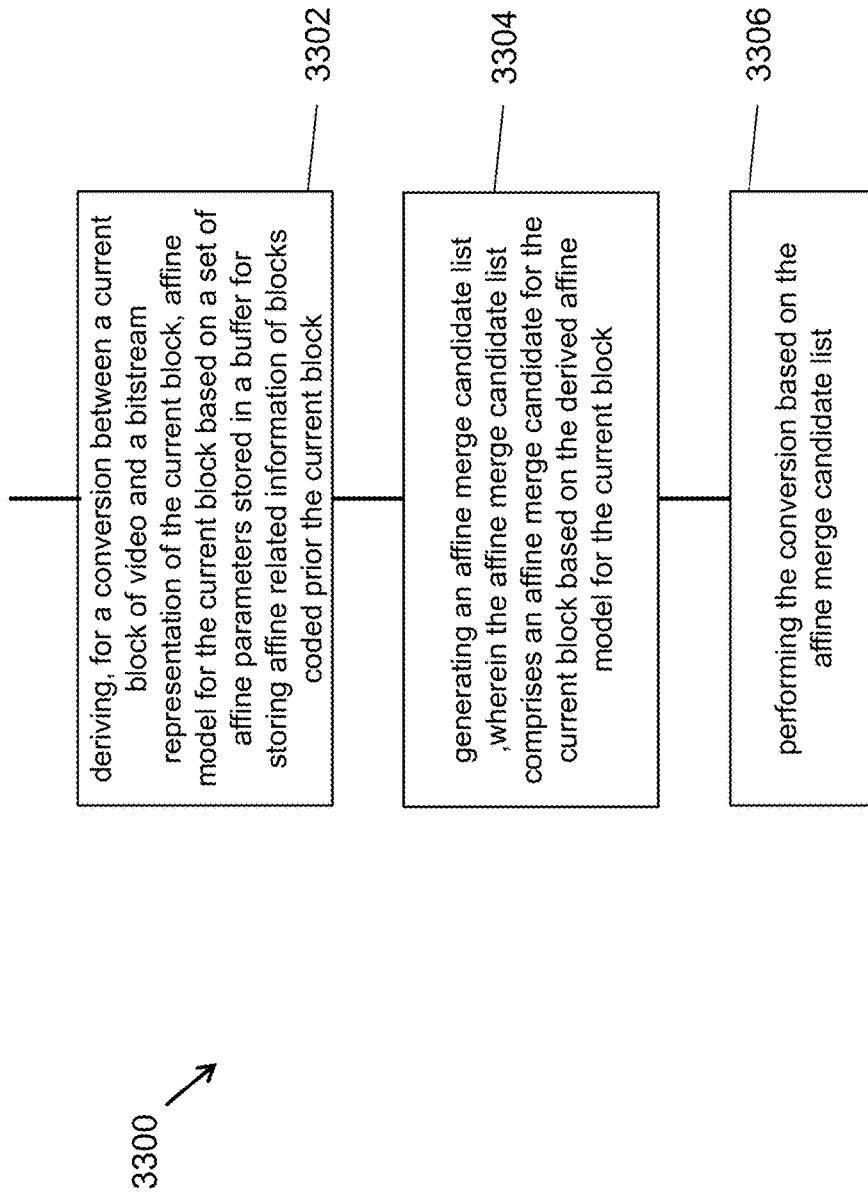 3300
deriving, for a conversion between a current
block of video and a bitstream
representation of the current block, affine
model for the current block based on a set of
affine parameters stored in a buffer for
storing affine related information of blocks
coded prior the current block
3302
generating an affine merge candidate list
,wherein the affine merge candidate list
comprises an affine merge candidate for the
current block based on the derived affine
model for the current block
3304
performing the conversion based on the
affine merge candidate list
3306